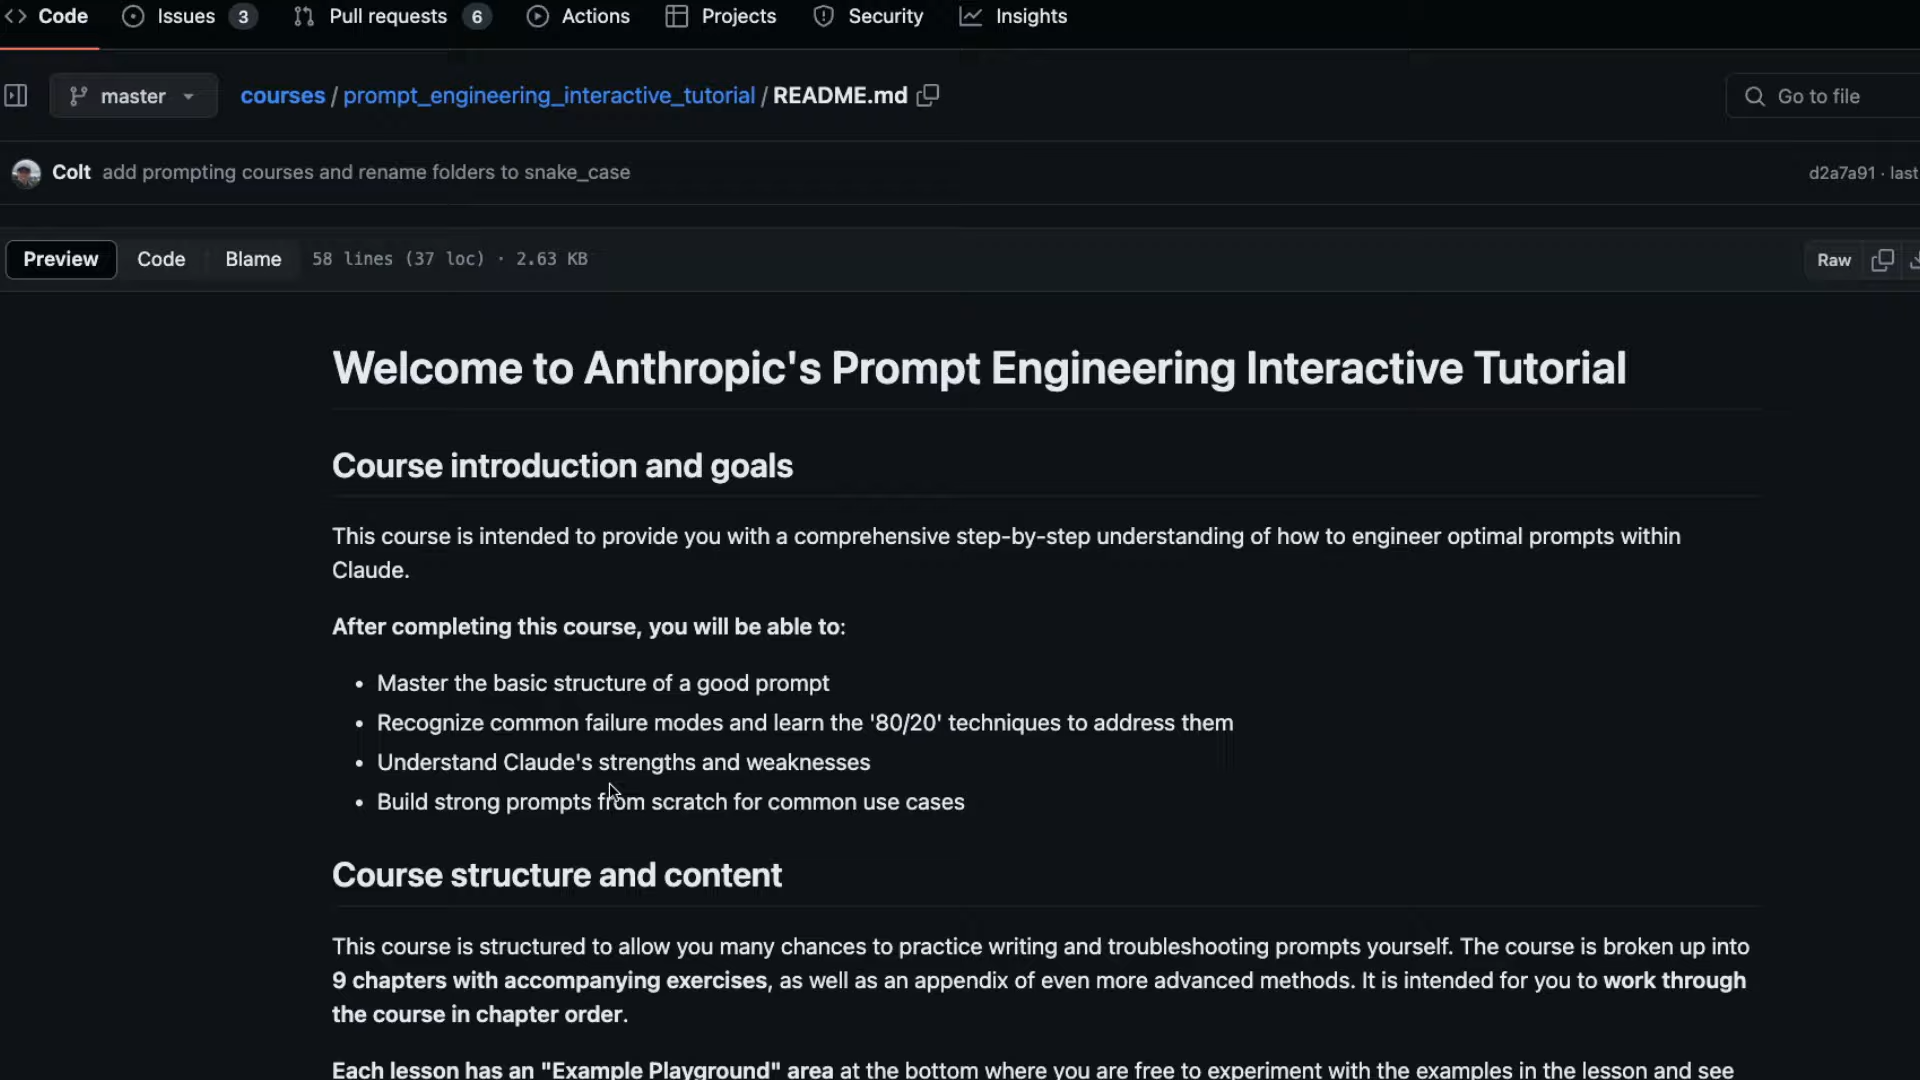 Code Issues 3 Pull requests 6 Actions Projects Security Insights
master courses / prompt_engineering_interactive_tutorial / README.md Go to file
Colt add prompting courses and rename folders to snake_case d2a7a91 · last
Preview Code Blame 58 lines (37 loc) · 2.63 KB Raw
Welcome to Anthropic's Prompt Engineering Interactive Tutorial
Course introduction and goals
This course is intended to provide you with a comprehensive step-by-step understanding of how to engineer optimal prompts within
Claude.
After completing this course, you will be able to:
• Master the basic structure of a good prompt
• Recognize common failure modes and learn the '80/20' techniques to address them
• Understand Claude's strengths and weaknesses
• Build strong prompts from scratch for common use cases
Course structure and content
This course is structured to allow you many chances to practice writing and troubleshooting prompts yourself. The course is broken up into
9 chapters with accompanying exercises, as well as an appendix of even more advanced methods. It is intended for you to work through
the course in chapter order.
Each lesson has an "Example Playground" area at the bottom where you are free to experiment with the examples in the lesson and see